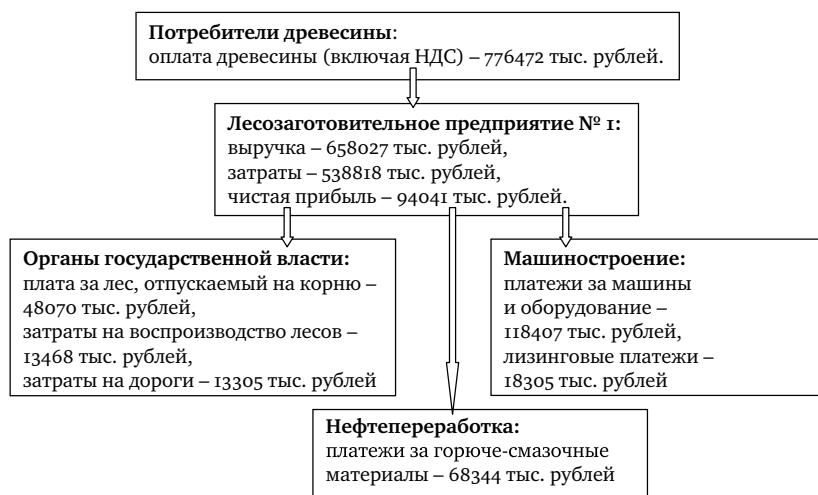 Потребители древесины:
оплата древесины (включая НДС) – 776472 тыс. рублей.
Лесозаготовительное предприятие № 1:
выручка – 658027 тыс. рублей,
затраты – 538818 тыс. рублей,
чистая прибыль – 94041 тыс. рублей.
Органы государственной власти:
плата за лес, отпускаемый на корню –
48070 тыс. рублей,
затраты на воспроизводство лесов –
13468 тыс. рублей,
затраты на дороги – 13305 тыс. рублей
Машиностроение:
платежи за машины
и оборудование –
118407 тыс. рублей,
лизинговые платежи –
18305 тыс. рублей
Нефтепереработка:
платежи за горюче-смазочные
материалы – 68344 тыс. рублей